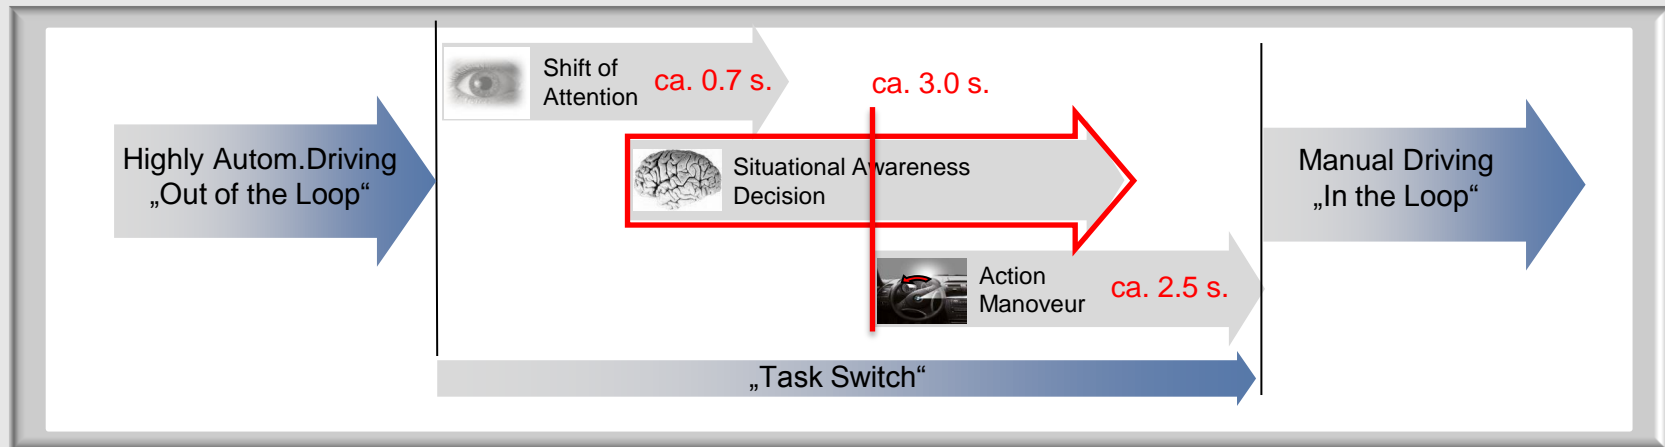 Highly Autom.Driving
„Out of the Loop“
Shift of
Attention
ca. 0.7 s.
ca. 3.0 s.
Situational Awareness
Decision
Action
Manoveur
ca. 2.5 s.
Manual Driving
„In the Loop“
„Task Switch“